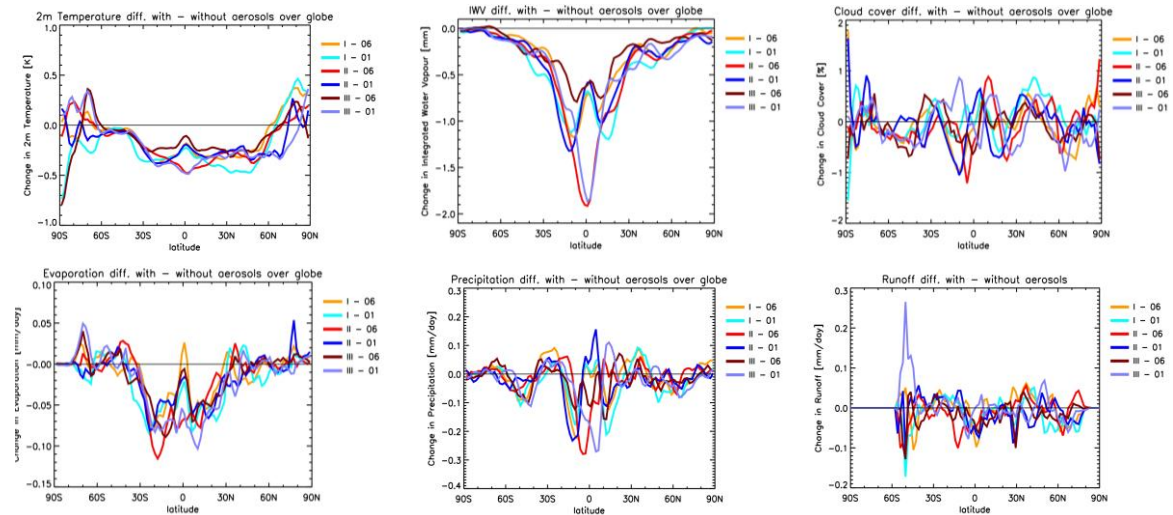 2m Temperature diff. with – without aerosols over globe
Change in 2m Temperature [K]
1.0
0.5
0.0
−0.5
−1.0
90S 60S 30S 0 30N 60N 90N
latitude
I – 06
I – 01
II – 06
II – 01
III – 06
III – 01
IWV diff. with – without aerosols over globe
Change in Integrated Water Vapour [mm]
0.0
−0.5
−1.0
−1.5
−2.0
90S 60S 30S 0 30N 60N 90N
latitude
I – 06
I – 01
II – 06
II – 01
III – 06
III – 01
Cloud cover diff. with – without aerosols over globe
Change in Cloud Cover [%]
2
1
0
−1
−2
90S 60S 30S 0 30N 60N 90N
latitude
I – 06
I – 01
II – 06
II – 01
III – 06
III – 01
Evaporation diff. with – without aerosols over globe
Evaporation [mm/day]
0.10
0.05
−0.00
−0.05
−0.10
−0.15
90S 60S 30S 0 30N 60N 90N
latitude
I – 06
I – 01
II – 06
II – 01
III – 06
III – 01
Precipitation diff. with – without aerosols over globe
Change in Precipitation [mm/day]
0.3
0.2
0.1
−0.0
−0.1
−0.2
−0.3
−0.4
90S 60S 30S 0 30N 60N 90N
latitude
I – 06
I – 01
II – 06
II – 01
III – 06
III – 01
Runoff diff. with – without aerosols
Change in Runoff [mm/day]
0.3
0.2
0.1
0.0
−0.1
−0.2
90S 60S 30S 0 30N 60N 90N
latitude
I – 06
I – 01
II – 06
II – 01
III – 06
III – 01